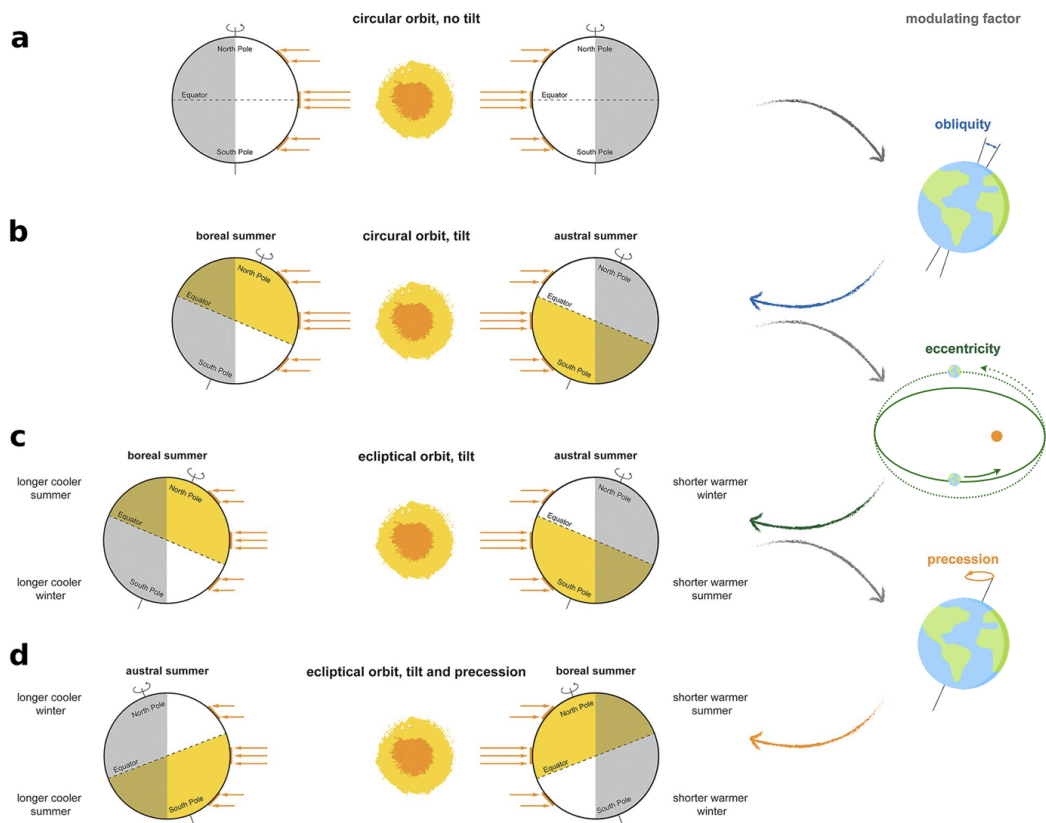 circular orbit, no tilt
modulating factor
a
North Pole
Equator
South Pole
North Pole
Equator
South Pole
obliquity
b
boreal summer
circural orbit, tilt
austral summer
North Pole
Equator
South Pole
North Pole
Equator
South Pole
eccentricity
c
boreal summer
ecliptical orbit, tilt
austral summer
longer cooler
summer
North Pole
Equator
South Pole
longer cooler
winter
North Pole
Equator
South Pole
shorter warmer
winter
shorter warmer
summer
precession
d
austral summer
ecliptical orbit, tilt and precession
boreal summer
longer cooler
winter
North Pole
Equator
South Pole
longer cooler
summer
North Pole
Equator
South Pole
shorter warmer
summer
shorter warmer
winter